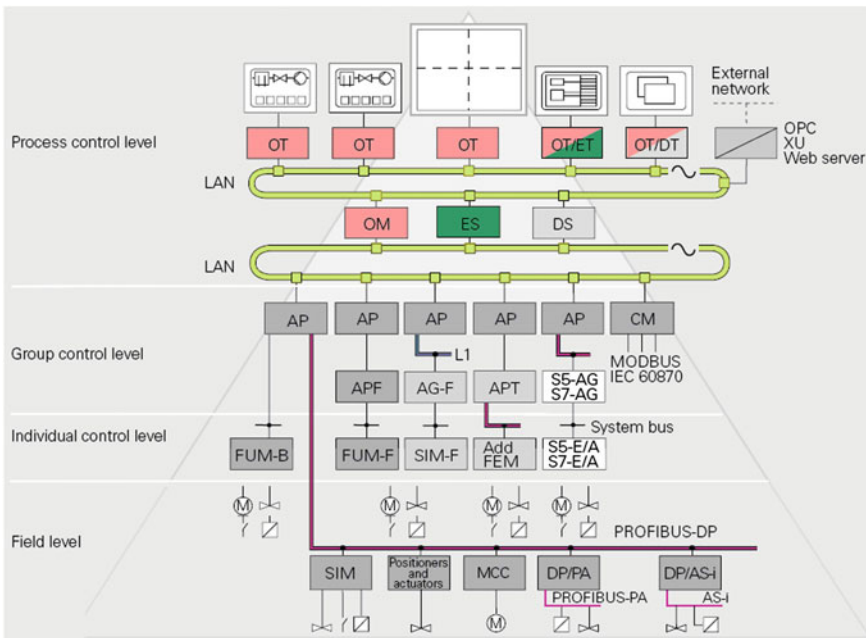 External
network
Process control level
OT
OT
OT
OT/ET
OT/DT
OPC
XU
Web server
LAN
OM
ES
DS
LAN
AP
AP
AP
AP
AP
CM
L1
MODBUS
IEC 60870
Group control level
APF
AG-F
APT
S5-AG
S7-AG
System bus
Individual control level
FUM-B
FUM-F
SIM-F
Add
FEM
S5-E/A
S7-E/A
M
M
M
M
Field level
PROFIBUS-DP
SIM
Positioners
and
actuators
MCC
DP/PA
DP/AS-i
PROFIBUS-PA
AS-i
M